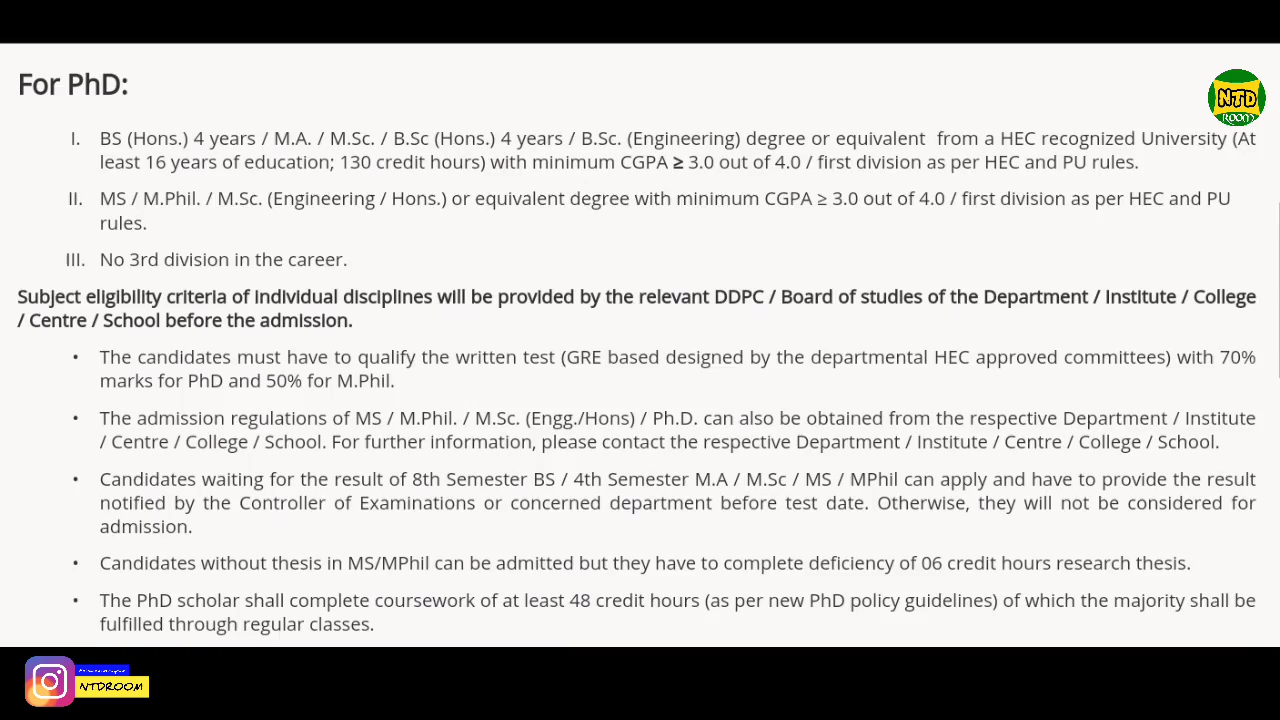 For PhD:
NTD
ROOM
I. BS (Hons.) 4 years / M.A. / M.Sc. / B.Sc (Hons.) 4 years / B.Sc. (Engineering) degree or equivalent from a HEC recognized University (At
least 16 years of education; 130 credit hours) with minimum CGPA ≥ 3.0 out of 4.0 / first division as per HEC and PU rules.
II. MS / M.Phil. / M.Sc. (Engineering / Hons.) or equivalent degree with minimum CGPA ≥ 3.0 out of 4.0 / first division as per HEC and PU
rules.
III. No 3rd division in the career.
Subject eligibility criteria of individual disciplines will be provided by the relevant DDPC / Board of studies of the Department / Institute / College
/ Centre / School before the admission.
• The candidates must have to qualify the written test (GRE based designed by the departmental HEC approved committees) with 70%
marks for PhD and 50% for M.Phil.
• The admission regulations of MS / M.Phil. / M.Sc. (Engg./Hons) / Ph.D. can also be obtained from the respective Department / Institute
/ Centre / College / School. For further information, please contact the respective Department / Institute / Centre / College / School.
• Candidates waiting for the result of 8th Semester BS / 4th Semester M.A / M.Sc / MS / MPhil can apply and have to provide the result
notified by the Controller of Examinations or concerned department before test date. Otherwise, they will not be considered for
admission.
• Candidates without thesis in MS/MPhil can be admitted but they have to complete deficiency of 06 credit hours research thesis.
• The PhD scholar shall complete coursework of at least 48 credit hours (as per new PhD policy guidelines) of which the majority shall be
fulfilled through regular classes.
NTDROOM